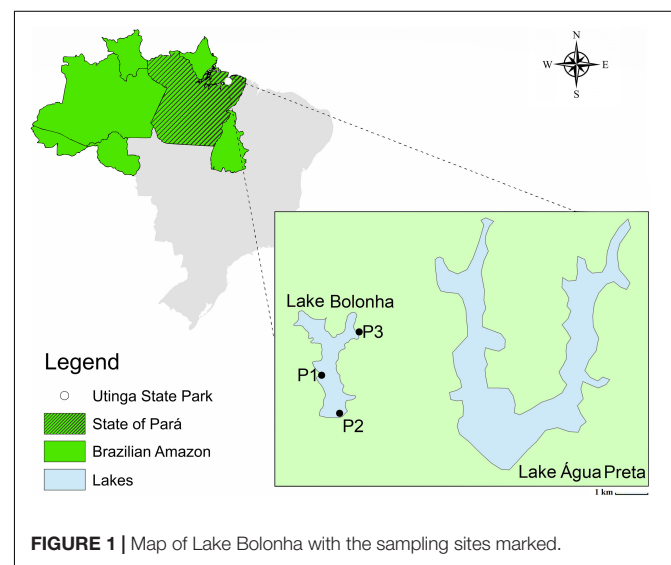 N
W E
S
Lake Bolonha
P3
P1
P2
Lake Água Preta
1 km
Legend
Utinga State Park
State of Pará
Brazilian Amazon
Lakes
FIGURE 1 | Map of Lake Bolonha with the sampling sites marked.